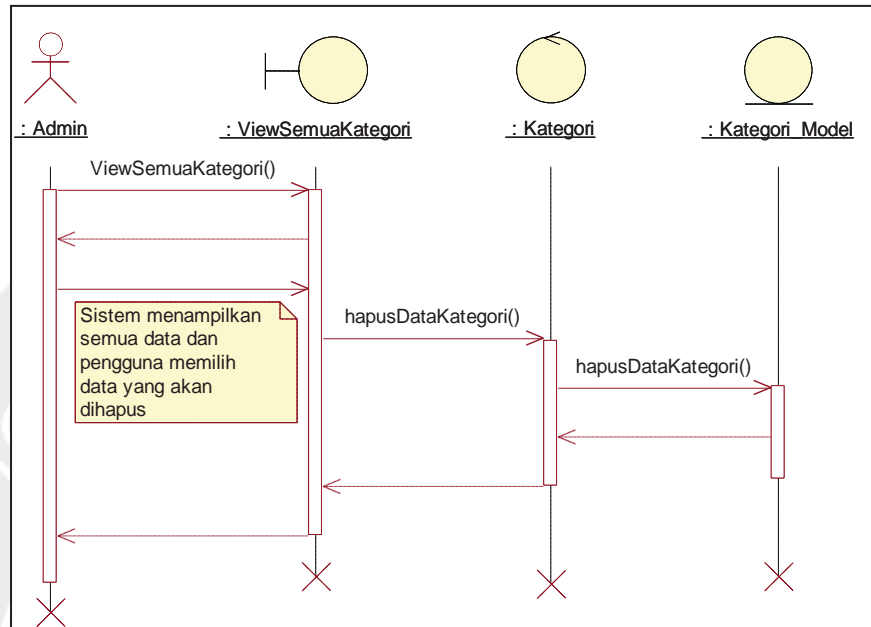 : Admin
: ViewSemuaKategori
: Kategori
: Kategori_Model
ViewSemuaKategori()
Sistem menampilkan
semua data dan
pengguna memilih
data yang akan
dihapus
hapusDataKategori()
hapusDataKategori()